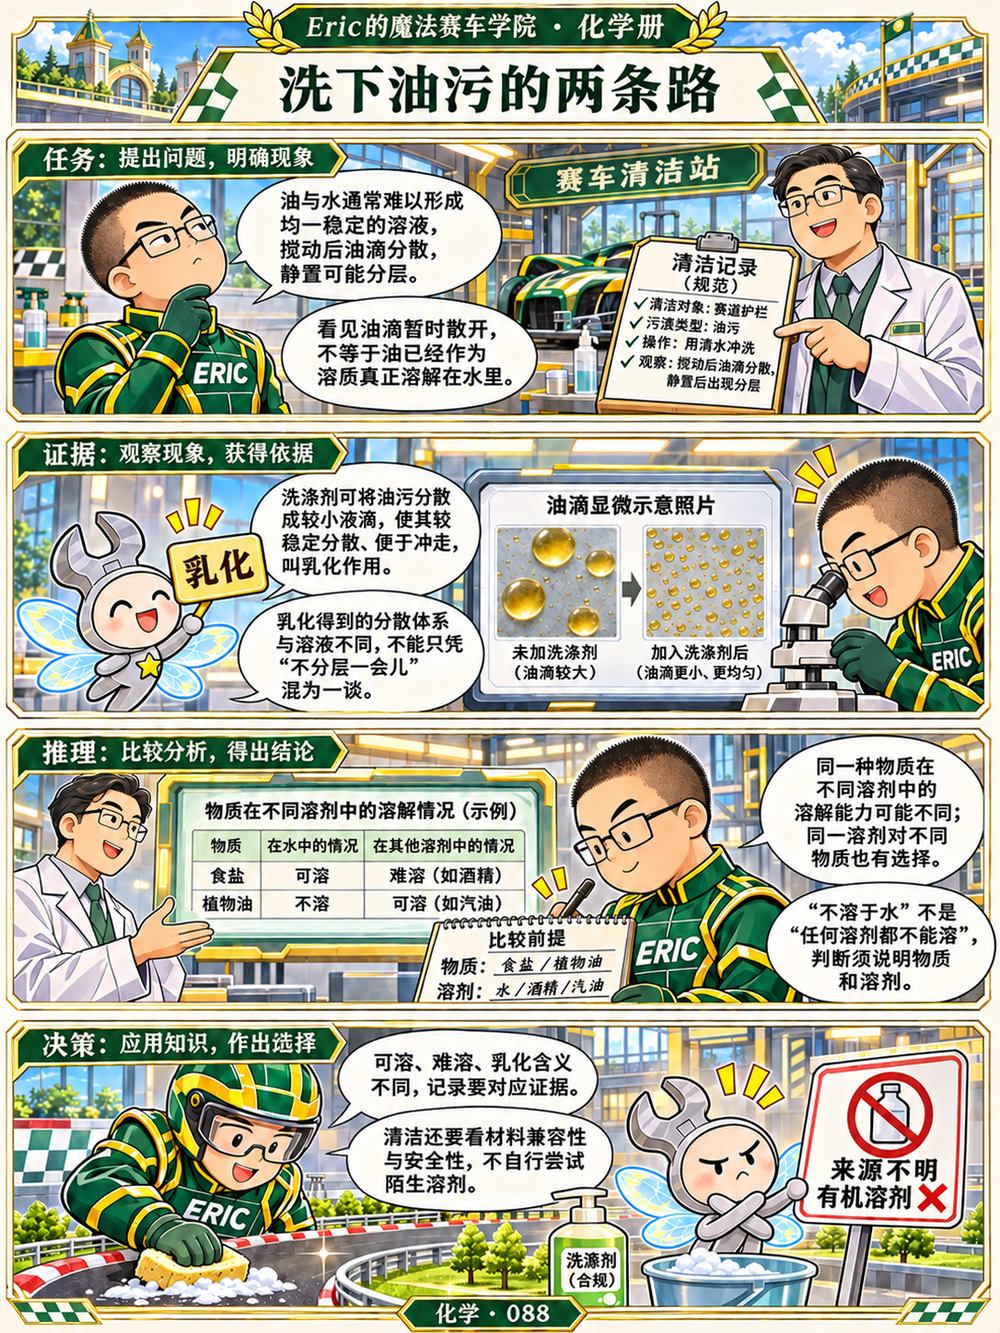 Eric的魔法赛车学院 · 化学册
洗下油污的两条路
任务：提出问题，明确现象
油与水通常难以形成
均一稳定的溶液，
搅动后油滴分散，
静置可能分层。
看见油滴暂时散开，
不等于油已经作为
溶质真正溶解在水里。
ERIC
赛车清洁站
清洁记录
（规范）
✓清洁对象：赛道护栏
✓污渍类型：油污
✓操作：用清水冲洗
✓观察：搅动后油滴分散，
静置后出现分层
证据：观察现象，获得依据
乳化
洗涤剂可将油污分散
成较小液滴，使其较
稳定分散、便于冲走，
叫乳化作用。
乳化得到的分散体系
与溶液不同，不能只凭
“不分层一会儿”
混为一谈。
油滴显微示意照片
未加洗涤剂
（油滴较大）
加入洗涤剂后
（油滴更小、更均匀）
ERIC
推理：比较分析，得出结论
物质在不同溶剂中的溶解情况（示例）
物质 在水中的情况 在其他溶剂中的情况
食盐 可溶 难溶（如酒精）
植物油 不溶 可溶（如汽油）
比较前提
物质：食盐／植物油
溶剂：水／酒精／汽油
ERIC
同一种物质在
不同溶剂中的
溶解能力可能不同；
同一溶剂对不同
物质也有选择。
“不溶于水”不是
“任何溶剂都不能溶”，
判断须说明物质
和溶剂。
决策：应用知识，作出选择
可溶、难溶、乳化含义
不同，记录要对应证据。
清洁还要看材料兼容性
与安全性，不自行尝试
陌生溶剂。
ERIC
洗涤剂
（合规）
来源不明
有机溶剂❌
化学 · 088